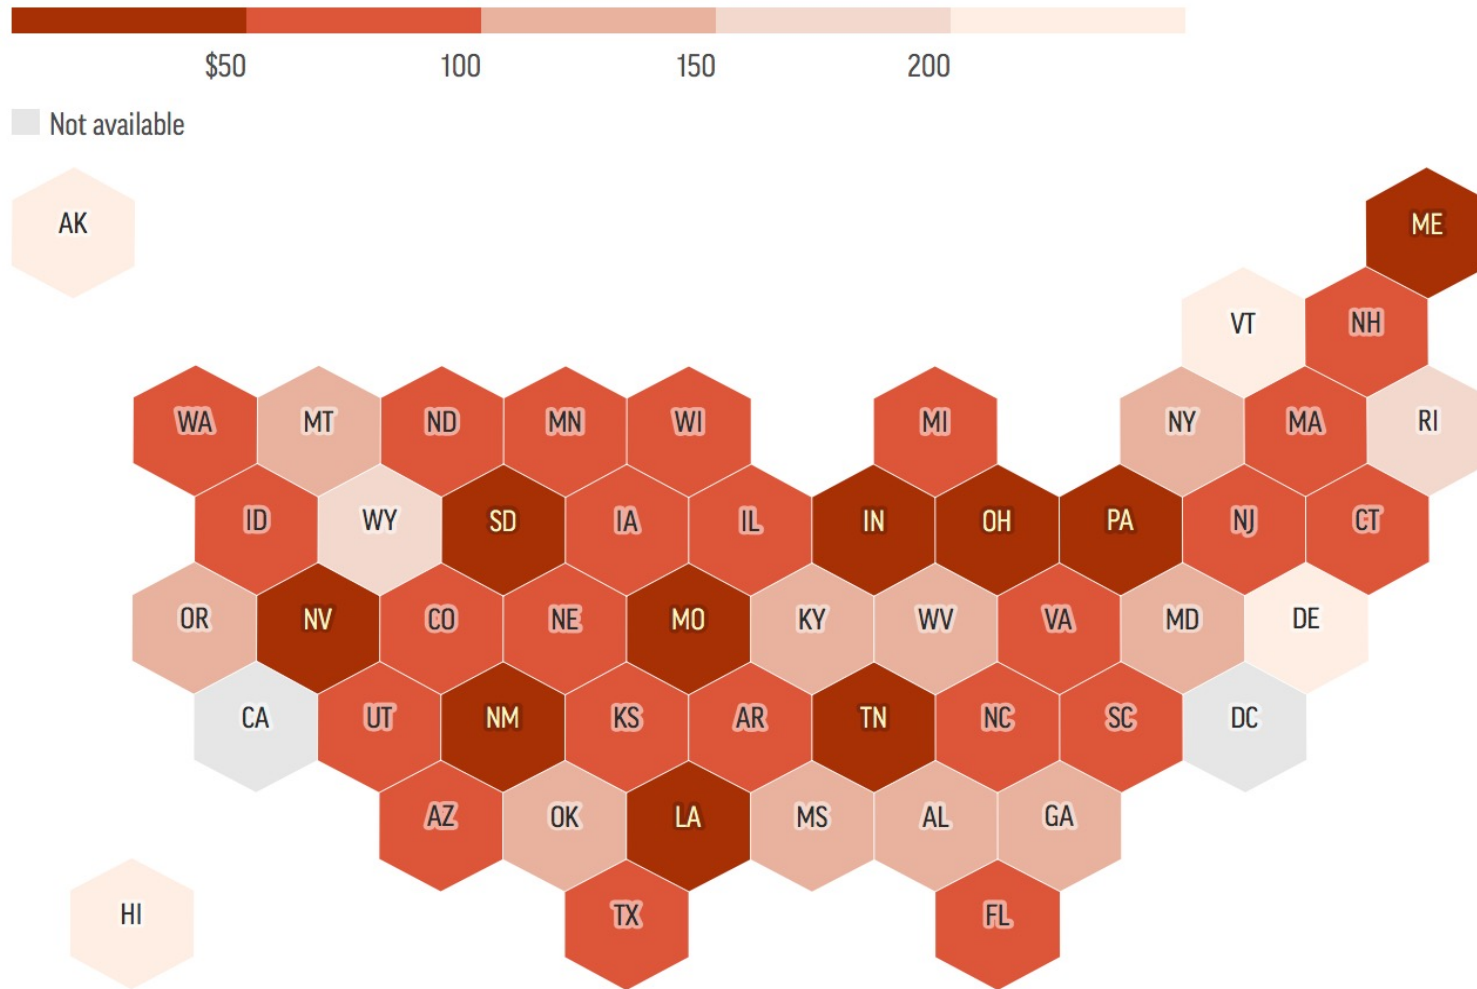 $50 100 150 200
Not available
AK ME
VT NH
WA MT ND MN WI MI NY MA RI
ID WY SD IA IL IN OH PA NJ CT
OR NV CO NE MO KY WV VA MD DE
CA UT NM KS AR TN NC SC DC
AZ OK LA MS AL GA
HI TX FL